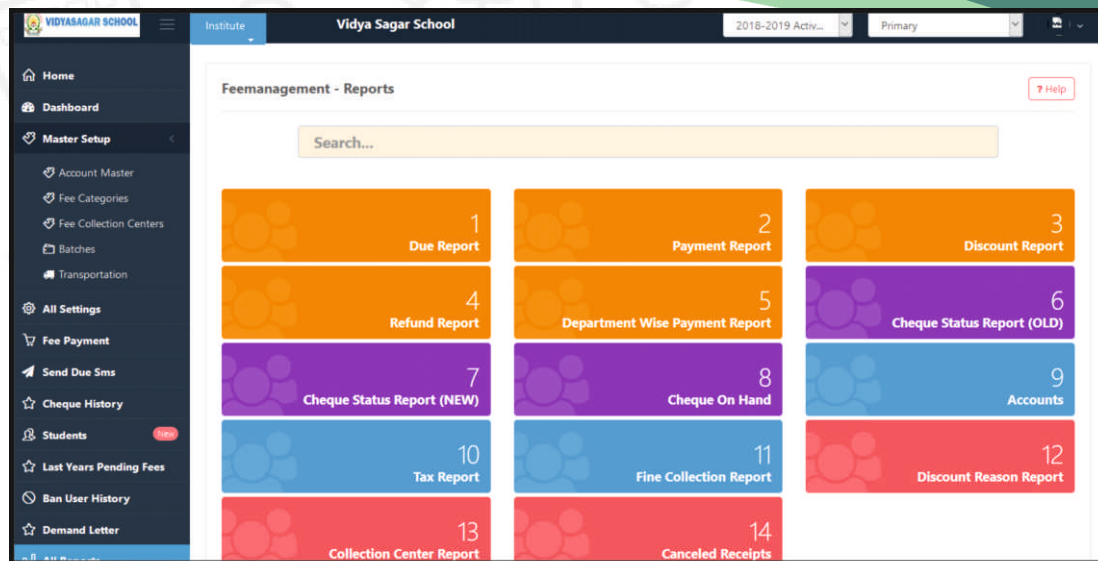 VIDYASAGAR SCHOOL
Institute
Vidya Sagar School
2018-2019 Activ...
Primary
Home
Dashboard
Master Setup
Account Master
Fee Categories
Fee Collection Centers
Batches
Transportation
All Settings
Fee Payment
Send Due Sms
Cheque History
Students New
Last Years Pending Fees
Ban User History
Demand Letter
All Reports
Feemanagement - Reports
? Help
Search...
1
Due Report
2
Payment Report
3
Discount Report
4
Refund Report
5
Department Wise Payment Report
6
Cheque Status Report (OLD)
7
Cheque Status Report (NEW)
8
Cheque On Hand
9
Accounts
10
Tax Report
11
Fine Collection Report
12
Discount Reason Report
13
Collection Center Report
14
Canceled Receipts